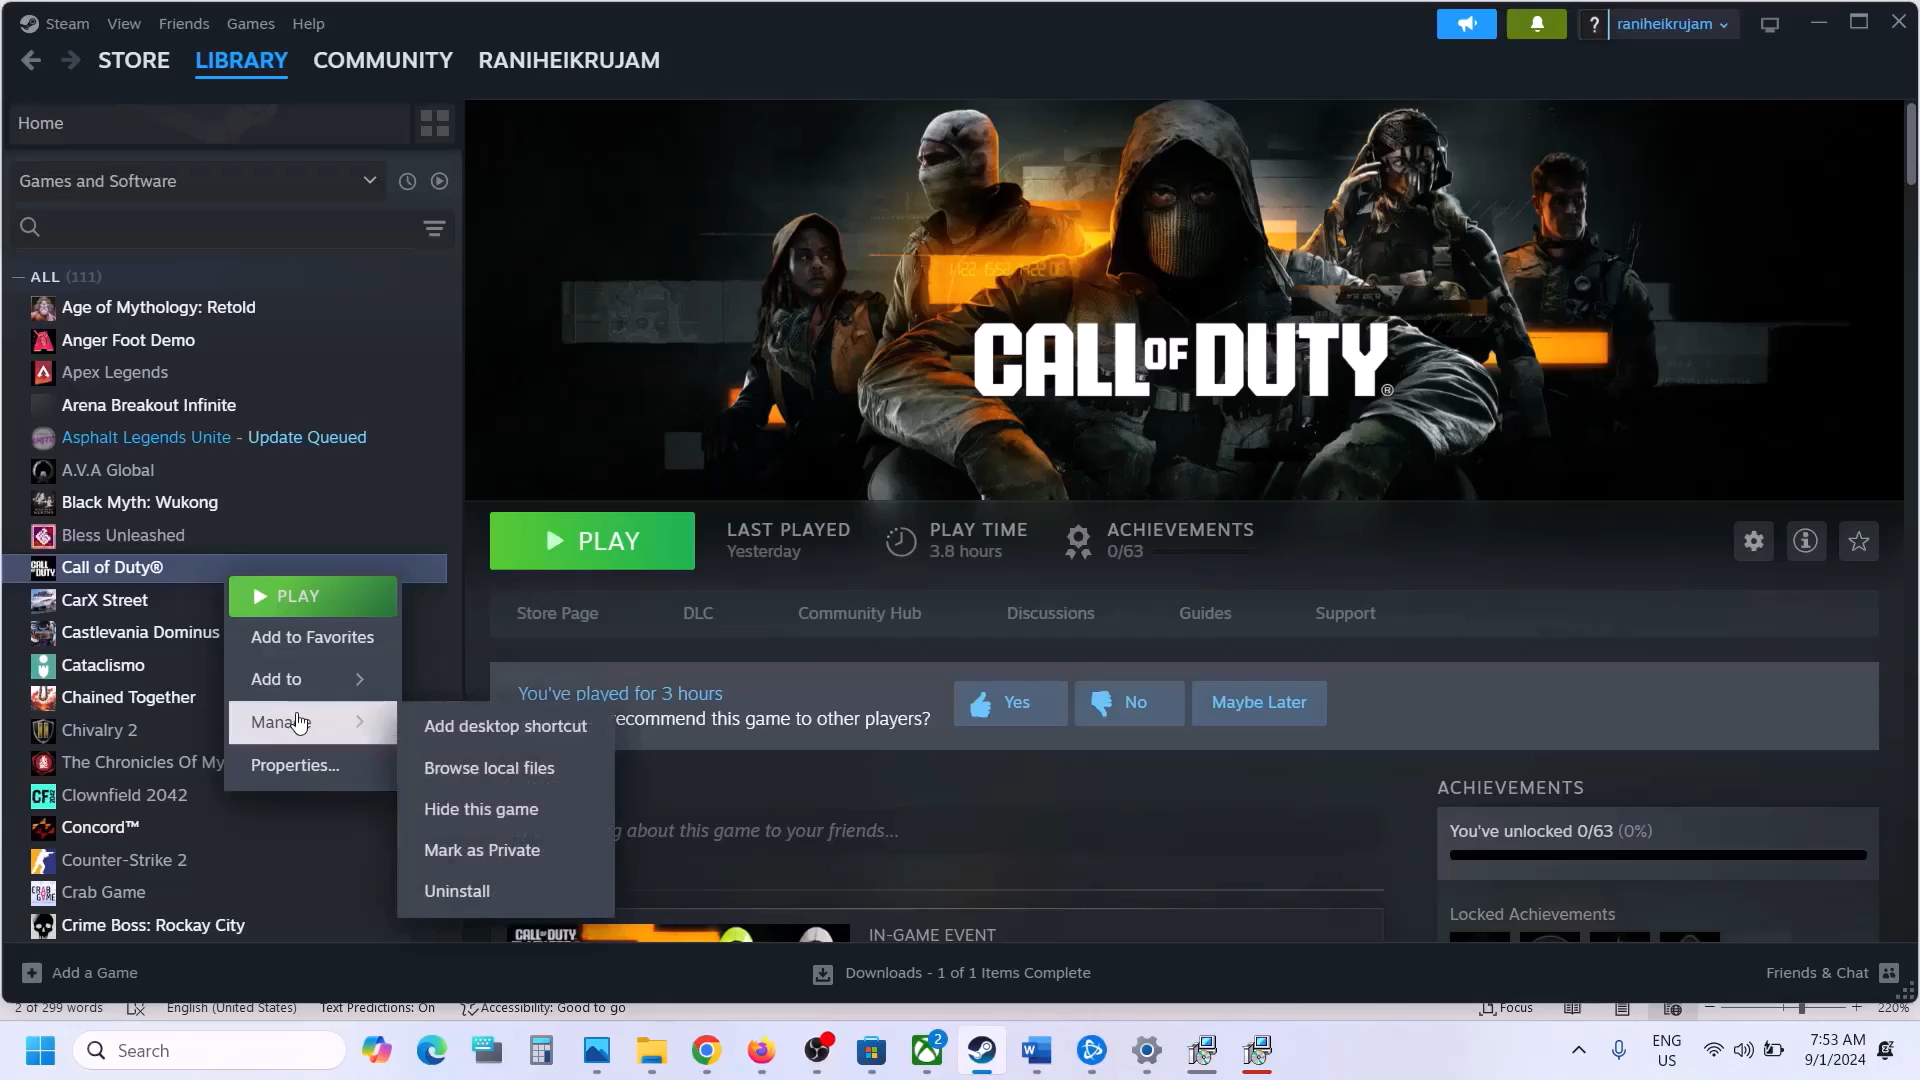 Steam View Friends Games Help
raniheikrujam
STORE LIBRARY COMMUNITY RANIHEIKRUJAM
Home
Games and Software
ALL (111)
Age of Mythology: Retold
Anger Foot Demo
Apex Legends
Arena Breakout Infinite
Asphalt Legends Unite - Update Queued
A.V.A Global
Black Myth: Wukong
Bless Unleashed
Call of Duty®
CarX Street
Castlevania Dominus
Cataclismo
Chained Together
Chivalry 2
The Chronicles Of My
Clownfield 2042
Concord™
Counter-Strike 2
Crab Game
Crime Boss: Rockay City
PLAY
Add to Favorites
Add to
Manage
Properties...
Add desktop shortcut
Browse local files
Hide this game
Mark as Private
Uninstall
CALL OF DUTY®
PLAY
LAST PLAYED
Yesterday
PLAY TIME
3.8 hours
ACHIEVEMENTS
0/63
Store Page DLC Community Hub Discussions Guides Support
You've played for 3 hours
recommend this game to other players?
Yes
No
Maybe Later
g about this game to your friends...
CALL OF DUTY
IN-GAME EVENT
ACHIEVEMENTS
You've unlocked 0/63 (0%)
Locked Achievements
Add a Game
Downloads - 1 of 1 Items Complete
Friends & Chat
2 of 299 words English (United States) Text Predictions: On Accessibility: Good to go Focus 220%
Search
2
ENG
US
7:53 AM
9/1/2024